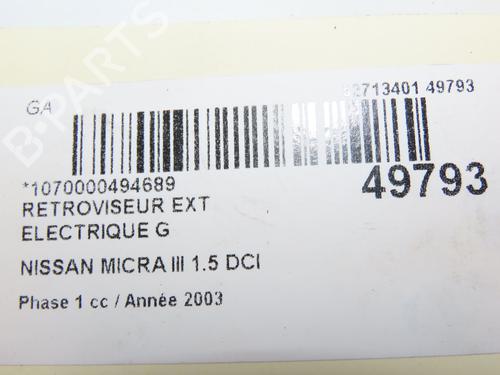 GA
32713401 49793
B-PARTS
*1070000494689
49793
RETROVISEUR EXT
ELECTRIQUE G
NISSAN MICRA III 1.5 DCI
Phase 1 cc / Année 2003